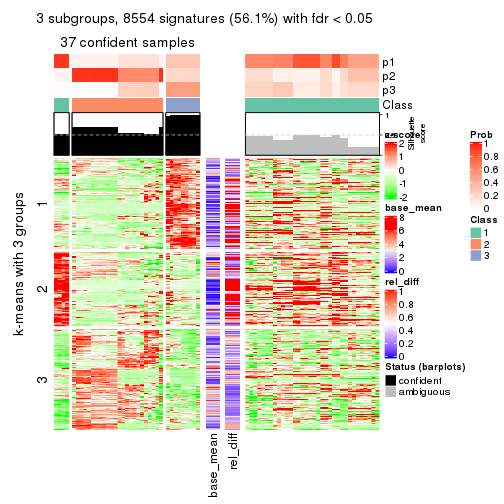 3 subgroups, 8554 signatures (56.1%) with fdr < 0.05
37 confident samples
p1
p2
p3
Class
1
Silhouette
score
k-means with 3 groups
1
2
3
base_mean
rel_diff
z-score
2
1
0
-1
-2
base_mean
8
6
4
2
0
rel_diff
1
0.8
0.6
0.4
0.2
0
Status (barplots)
confident
ambiguous
Prob
1
0.8
0.6
0.4
0.2
0
Class
1
2
3